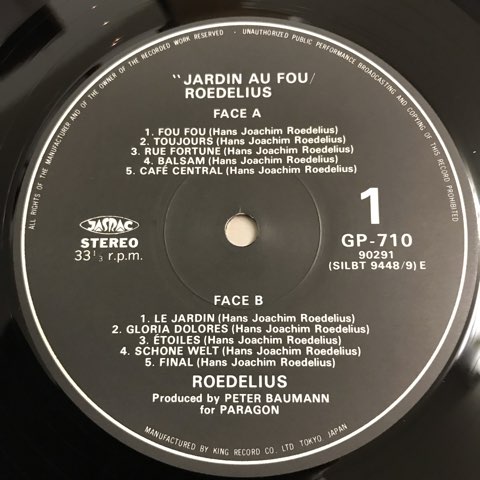 ALL RIGHTS OF THE MANUFACTURER AND OF THE OWNER OF THE RECORDED WORK RESERVED - UNAUTHORIZED PUBLIC PERFORMANCE BROADCASTING AND COPYING OF THIS RECORD PROHIBITED
"JARDIN AU FOU/
ROEDELIUS
FACE A
1. FOU FOU (Hans Joachim Roedelius)
2. TOUJOURS (Hans Joachim Roedelius)
3. RUE FORTUNE (Hans Joachim Roedelius)
4. BALSAM (Hans Joachim Roedelius)
5. CAFÉ CENTRAL (Hans Joachim Roedelius)
JASRAC
STEREO
33 1/3 r.p.m.
1
GP-710
90291
(SILBT 9448/9) E
FACE B
1. LE JARDIN (Hans Joachim Roedelius)
2. GLORIA DOLORES (Hans Joachim Roedelius)
3. ÉTOILES (Hans Joachim Roedelius)
4. SCHONE WELT (Hans Joachim Roedelius)
5. FINAL (Hans Joachim Roedelius)
ROEDELIUS
Produced by PETER BAUMANN
for PARAGON
MANUFACTURED BY KING RECORD CO. LTD TOKYO. JAPAN